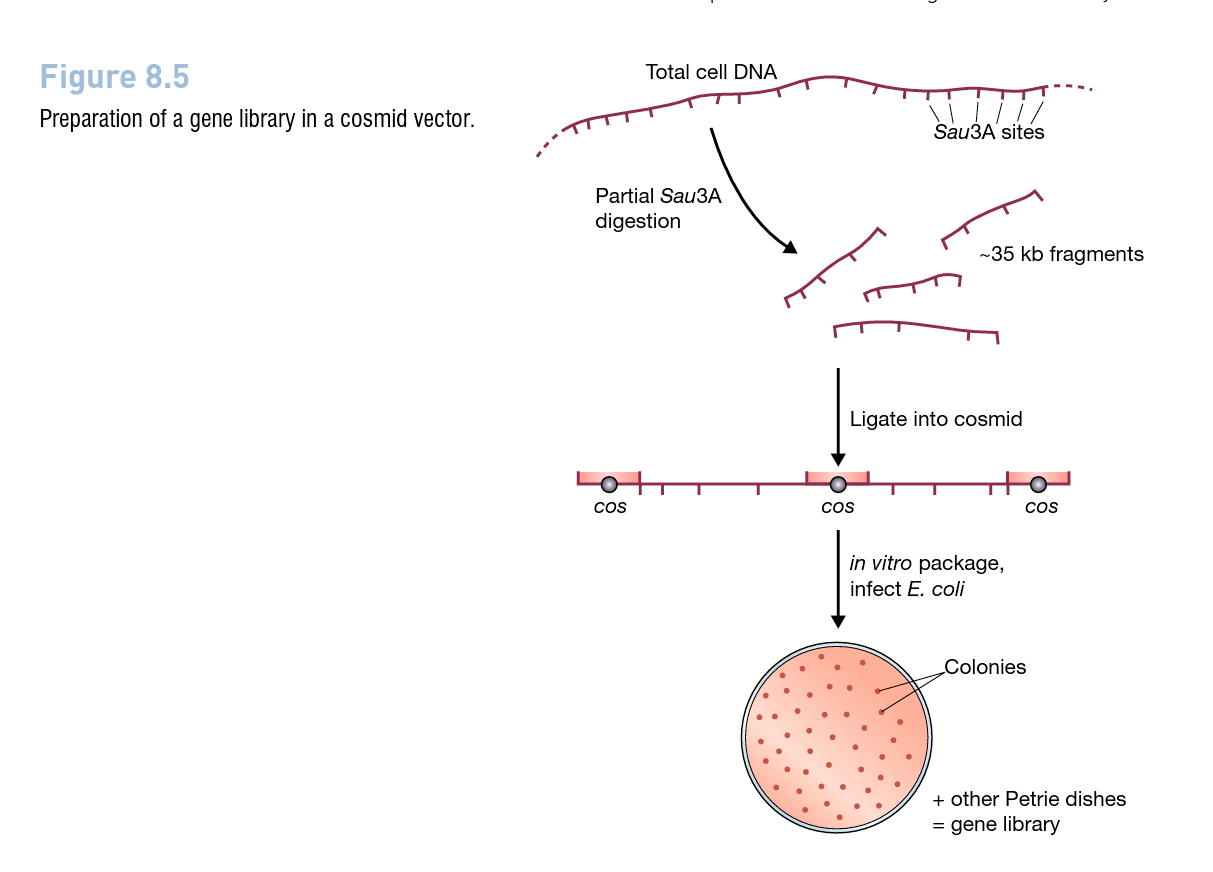 Figure 8.5
Preparation of a gene library in a cosmid vector.
Total cell DNA
Sau3A sites
Partial Sau3A
digestion
~35 kb fragments
Ligate into cosmid
cos
cos
cos
in vitro package,
infect E. coli
Colonies
+ other Petrie dishes
= gene library